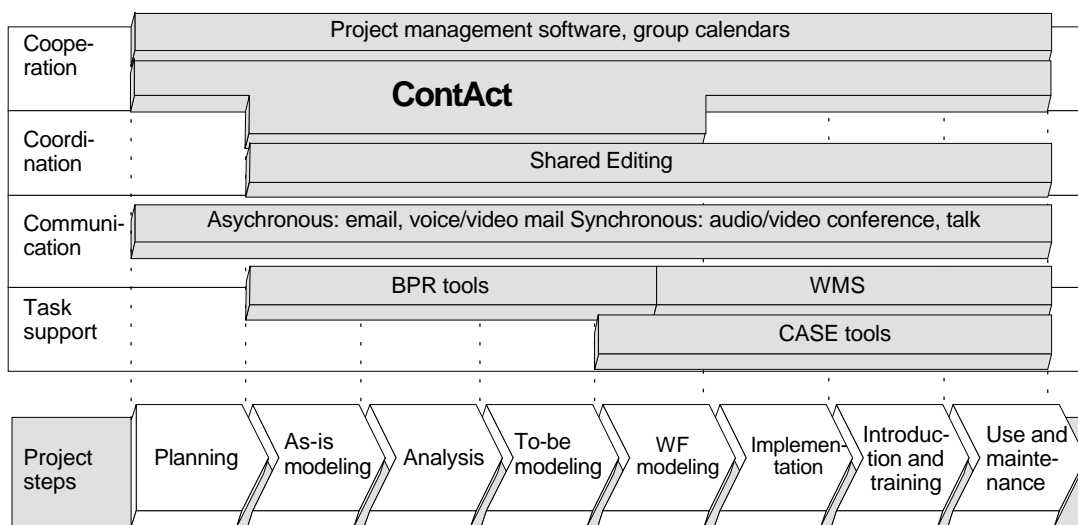 Project management software, group calendars
Coope-
ration
ContAct
Coordi-
nation
Shared Editing
Communi-
cation
Asychronous: email, voice/video mail Synchronous: audio/video conference, talk
BPR tools
WMS
Task
support
CASE tools
Project
steps
Planning
As-is
modeling
Analysis
To-be
modeling
WF
modeling
Implemen-
tation
Introduc-
tion and
training
Use and
mainte-
nance